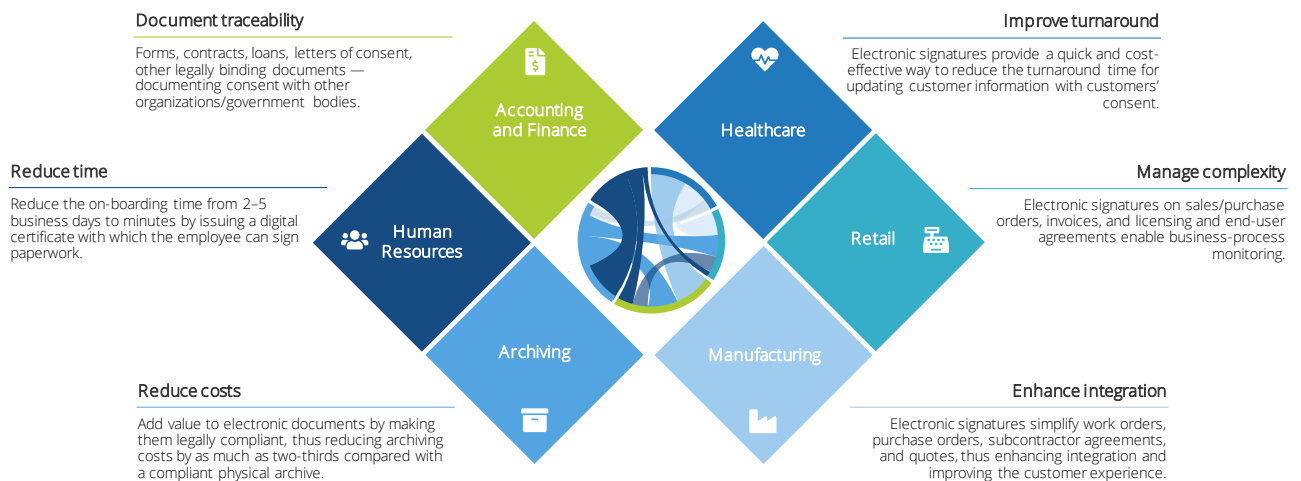 Document traceability
Forms, contracts, loans, letters of consent,
other legally binding documents —
documenting consent with other
organizations/government bodies.
Improve turnaround
Electronic signatures provide a quick and cost-
effective way to reduce the turnaround time for
updating customer information with customers’
consent.
Accounting
and Finance
Healthcare
Reduce time
Reduce the on-boarding time from 2–5
business days to minutes by issuing a digital
certificate with which the employee can sign
paperwork.
Human
Resources
Retail
Manage complexity
Electronic signatures on sales/purchase
orders, invoices, and licensing and end-user
agreements enable business-process
monitoring.
Archiving
Manufacturing
Reduce costs
Add value to electronic documents by making
them legally compliant, thus reducing archiving
costs by as much as two-thirds compared with
a compliant physical archive.
Enhance integration
Electronic signatures simplify work orders,
purchase orders, subcontractor agreements,
and quotes, thus enhancing integration and
improving the customer experience.